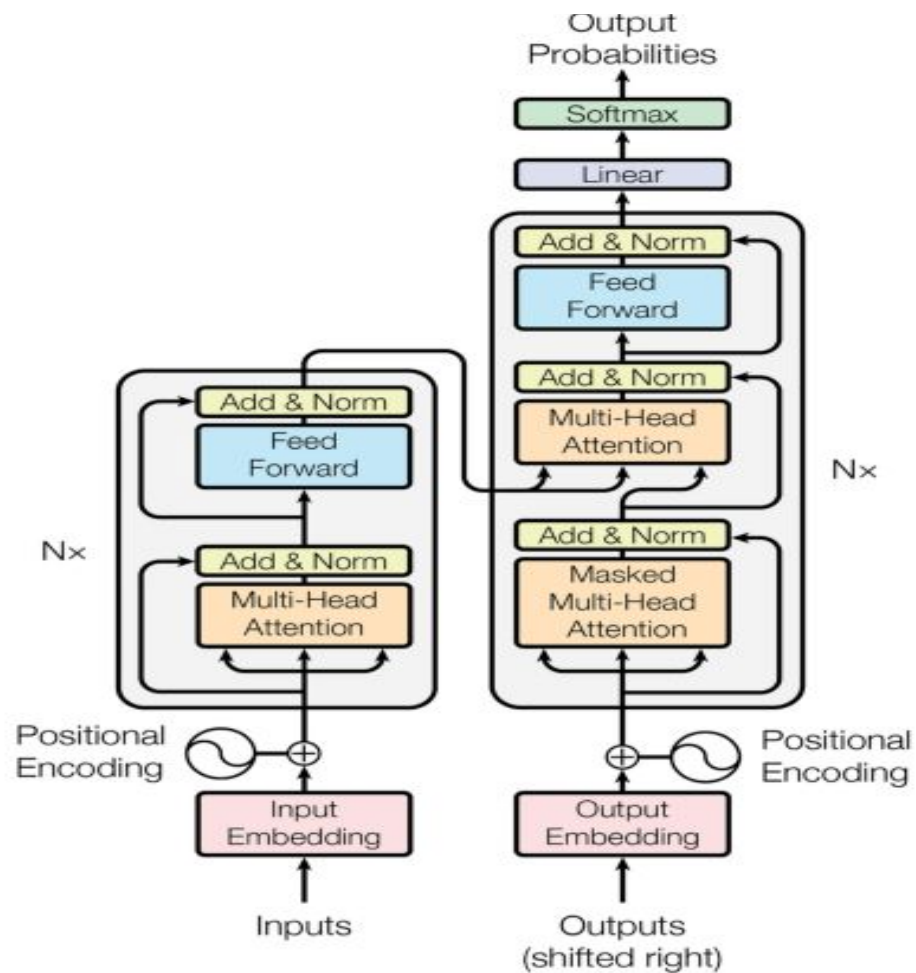 Output
Probabilities
Softmax
Linear
Add & Norm
Feed
Forward
Add & Norm
Multi-Head
Attention
Nx
Add & Norm
Masked
Multi-Head
Attention
Add & Norm
Feed
Forward
Nx
Add & Norm
Multi-Head
Attention
Positional
Encoding
Positional
Encoding
Input
Embedding
Output
Embedding
Inputs
Outputs
(shifted right)